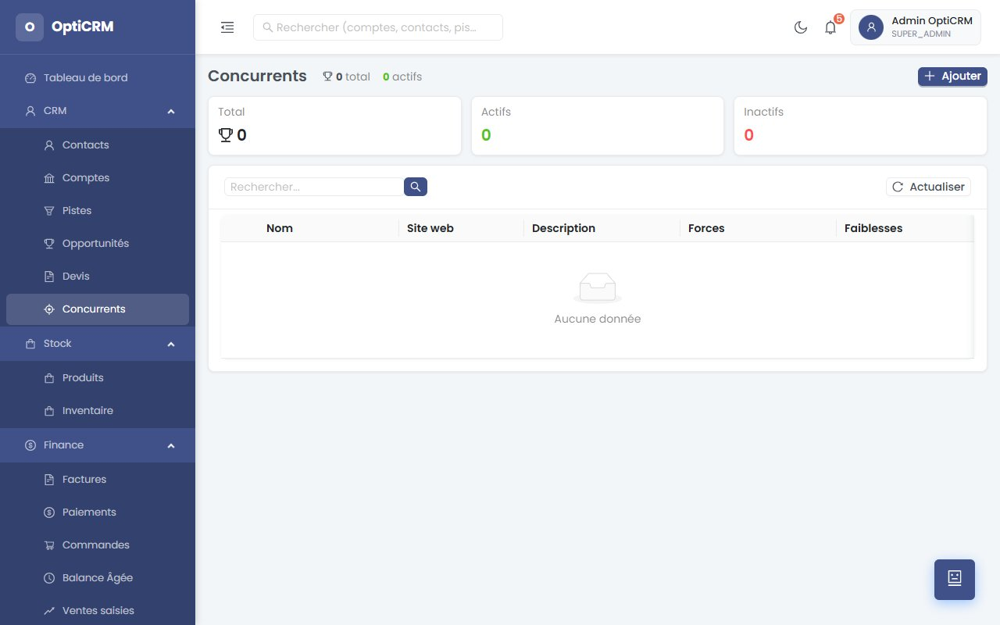 O OptiCRM
Rechercher (comptes, contacts, pis...
5
Admin OptiCRM
SUPER_ADMIN
Tableau de bord
CRM
Contacts
Comptes
Pistes
Opportunités
Devis
Concurrents
Stock
Produits
Inventaire
Finance
Factures
Paiements
Commandes
Balance Âgée
Ventes saisies
Concurrents 0 total 0 actifs
Ajouter
Total
0
Actifs
0
Inactifs
0
Rechercher...
Actualiser
Nom Site web Description Forces Faiblesses
Aucune donnée